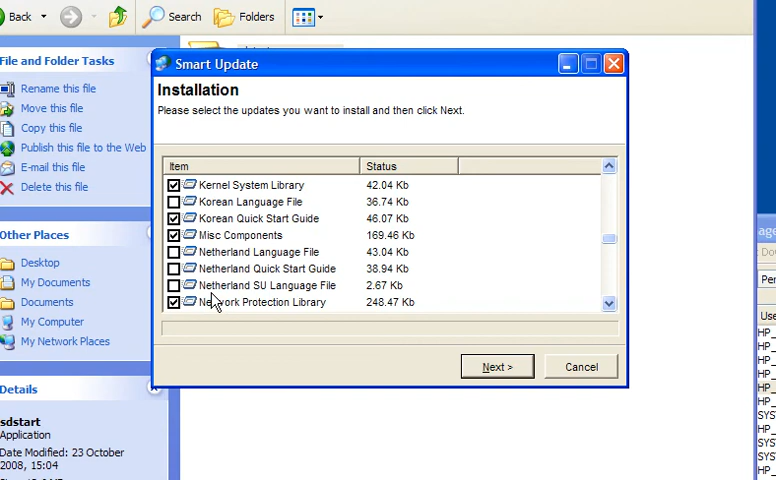 Back
Search
Folders
File and Folder Tasks
Rename this file
Move this file
Copy this file
Publish this file to the Web
E-mail this file
Delete this file
Other Places
Desktop
My Documents
Documents
My Computer
My Network Places
Details
sdstart
Application
Date Modified: 23 October
2008, 15:04
Smart Update
Installation
Please select the updates you want to install and then click Next.
Item Status
Kernel System Library 42.04 Kb
Korean Language File 36.74 Kb
Korean Quick Start Guide 46.07 Kb
Misc Components 169.46 Kb
Netherland Language File 43.04 Kb
Netherland Quick Start Guide 38.94 Kb
Netherland SU Language File 2.67 Kb
Network Protection Library 248.47 Kb
Next >
Cancel
HP_
HP_
HP_
HP_
HP_
HP_